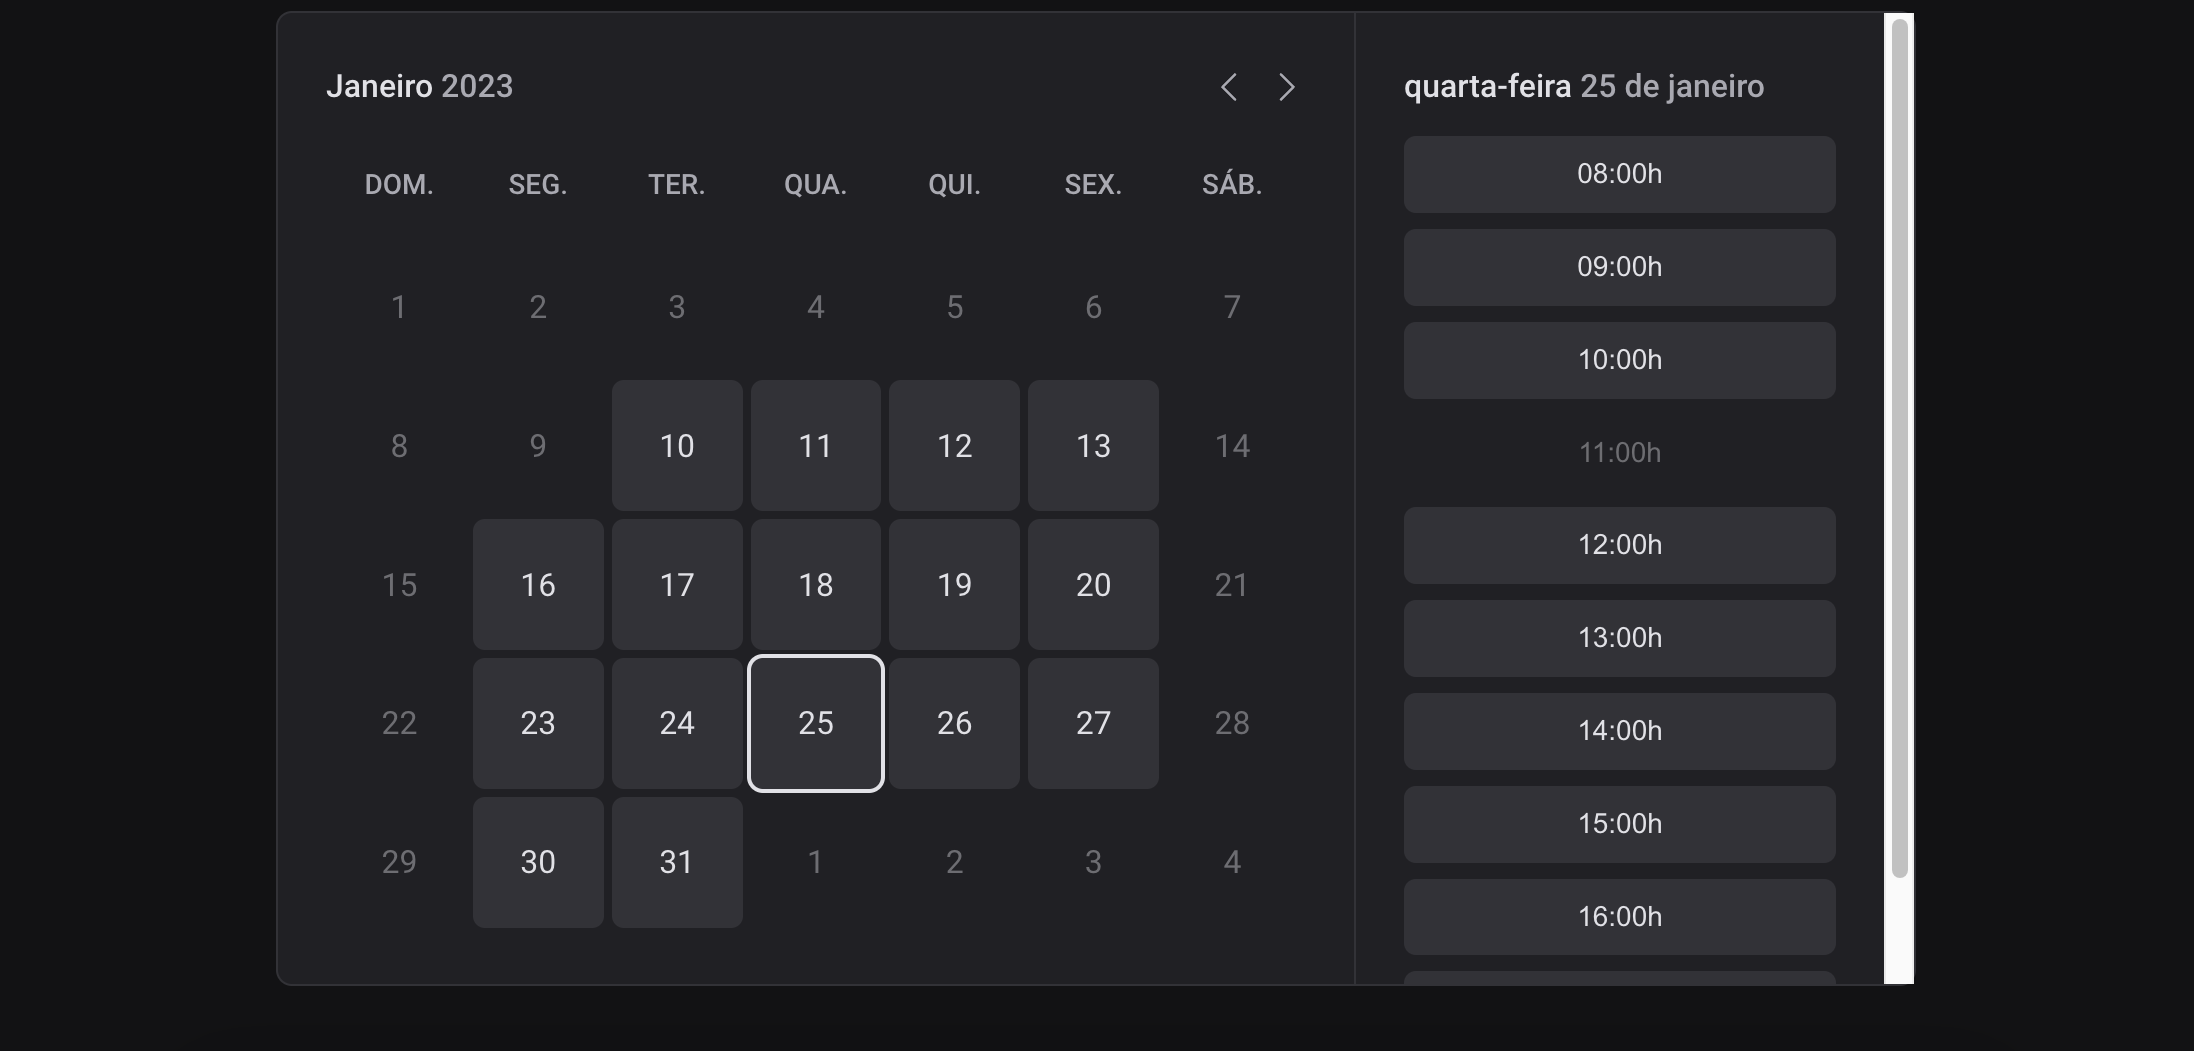 Janeiro 2023
DOM. SEG. TER. QUA. QUI. SEX. SÁB.
1 2 3 4 5 6 7
8 9 10 11 12 13 14
15 16 17 18 19 20 21
22 23 24 25 26 27 28
29 30 31 1 2 3 4
quarta-feira 25 de janeiro
08:00h
09:00h
10:00h
11:00h
12:00h
13:00h
14:00h
15:00h
16:00h